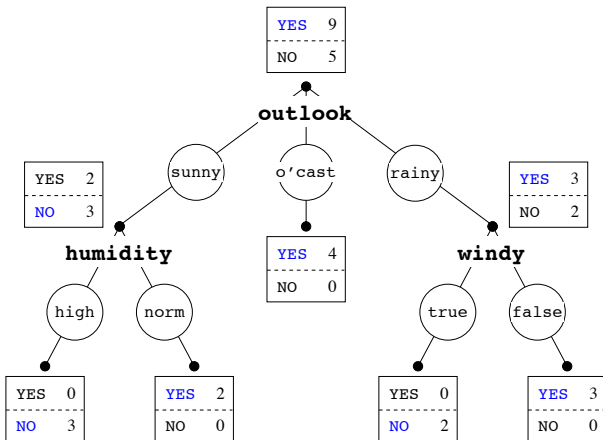 YES 9
NO 5
outlook
sunny o'cast rainy
YES 2
NO 3
YES 3
NO 2
humidity
YES 4
NO 0
windy
high norm true false
YES 0
NO 3
YES 2
NO 0
YES 0
NO 2
YES 3
NO 0